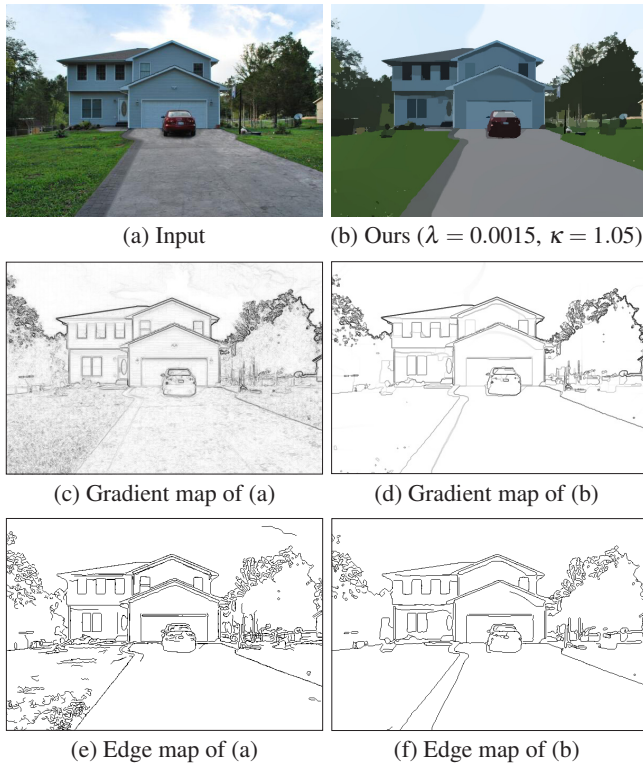 (a) Input
(b) Ours (λ = 0.0015, κ = 1.05)
(c) Gradient map of (a)
(d) Gradient map of (b)
(e) Edge map of (a)
(f) Edge map of (b)